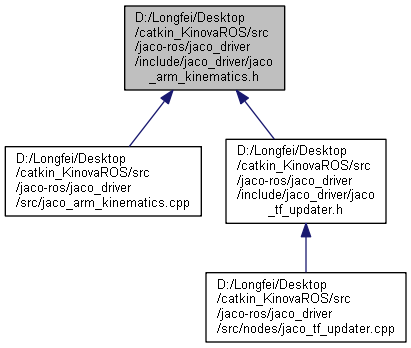 D:/Longfei/Desktop
/catkin_KinovaROS/src
/jaco-ros/jaco_driver
/include/jaco_driver/jaco
_arm_kinematics.h
D:/Longfei/Desktop
/catkin_KinovaROS/src
/jaco-ros/jaco_driver
/src/jaco_arm_kinematics.cpp
D:/Longfei/Desktop
/catkin_KinovaROS/src
/jaco-ros/jaco_driver
/include/jaco_driver/jaco
_tf_updater.h
D:/Longfei/Desktop
/catkin_KinovaROS/src
/jaco-ros/jaco_driver
/src/nodes/jaco_tf_updater.cpp